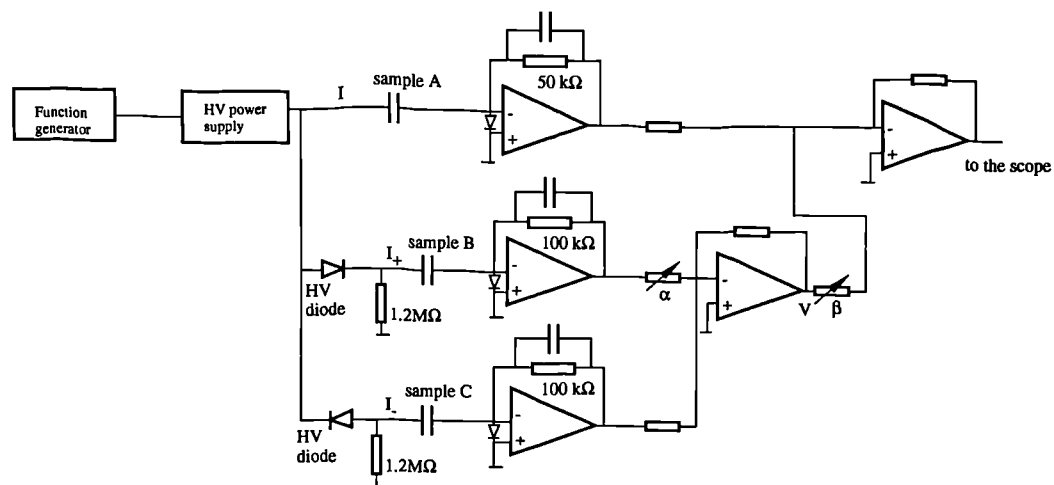 Function
generator
HV power
supply
I
sample A
50 kΩ
-
+
-
+
to the scope
I+
sample B
100 kΩ
-
+
α
-
+
V
β
HV
diode
1.2MΩ
I-
sample C
100 kΩ
-
+
HV
diode
1.2MΩ